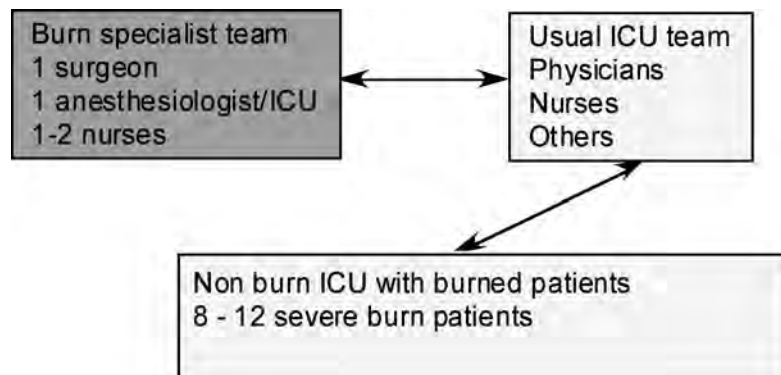 Burn specialist team
1 surgeon
1 anesthesiologist/ICU
1-2 nurses
Usual ICU team
Physicians
Nurses
Others
Non burn ICU with burned patients
8 - 12 severe burn patients